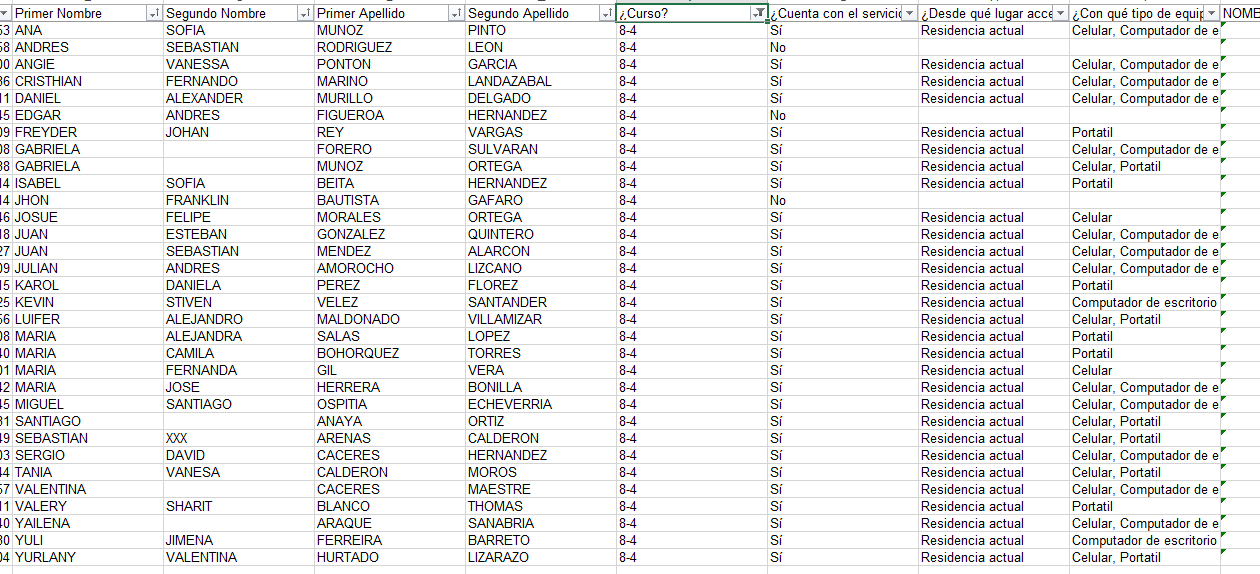 Primer Nombre Segundo Nombre Primer Apellido Segundo Apellido ¿Curso? ¿Cuenta con el servicio ¿Desde qué lugar acce ¿Con qué tipo de equip NOME
53 ANA SOFIA MUNOZ PINTO 8-4 Sí Residencia actual Celular, Computador de e
58 ANDRES SEBASTIAN RODRIGUEZ LEON 8-4 No
00 ANGIE VANESSA PONTON GARCIA 8-4 Sí Residencia actual Celular, Computador de e
36 CRISTHIAN FERNANDO MARINO LANDAZABAL 8-4 Sí Residencia actual Celular, Computador de e
11 DANIEL ALEXANDER MURILLO DELGADO 8-4 Sí Residencia actual Celular, Computador de e
45 EDGAR ANDRES FIGUEROA HERNANDEZ 8-4 No
09 FREYDER JOHAN REY VARGAS 8-4 Sí Residencia actual Portatil
08 GABRIELA FORERO SULVARAN 8-4 Sí Residencia actual Celular, Computador de e
38 GABRIELA MUNOZ ORTEGA 8-4 Sí Residencia actual Celular, Portatil
14 ISABEL SOFIA BEITA HERNANDEZ 8-4 Sí Residencia actual Portatil
14 JHON FRANKLIN BAUTISTA GAFARO 8-4 No
46 JOSUE FELIPE MORALES ORTEGA 8-4 Sí Residencia actual Celular
18 JUAN ESTEBAN GONZALEZ QUINTERO 8-4 Sí Residencia actual Celular, Computador de e
27 JUAN SEBASTIAN MENDEZ ALARCON 8-4 Sí Residencia actual Celular, Computador de e
09 JULIAN ANDRES AMOROCHO LIZCANO 8-4 Sí Residencia actual Celular, Computador de e
15 KAROL DANIELA PEREZ FLOREZ 8-4 Sí Residencia actual Portatil
25 KEVIN STIVEN VELEZ SANTANDER 8-4 Sí Residencia actual Computador de escritorio
56 LUIFER ALEJANDRO MALDONADO VILLAMIZAR 8-4 Sí Residencia actual Celular, Portatil
08 MARIA ALEJANDRA SALAS LOPEZ 8-4 Sí Residencia actual Portatil
40 MARIA CAMILA BOHORQUEZ TORRES 8-4 Sí Residencia actual Portatil
01 MARIA FERNANDA GIL VERA 8-4 Sí Residencia actual Celular
42 MARIA JOSE HERRERA BONILLA 8-4 Sí Residencia actual Celular, Computador de e
45 MIGUEL SANTIAGO OSPITIA ECHEVERRIA 8-4 Sí Residencia actual Celular, Computador de e
31 SANTIAGO ANAYA ORTIZ 8-4 Sí Residencia actual Celular, Portatil
49 SEBASTIAN XXX ARENAS CALDERON 8-4 Sí Residencia actual Celular, Portatil
03 SERGIO DAVID CACERES HERNANDEZ 8-4 Sí Residencia actual Celular, Computador de e
44 TANIA VANESA CALDERON MOROS 8-4 Sí Residencia actual Celular, Portatil
57 VALENTINA CACERES MAESTRE 8-4 Sí Residencia actual Celular, Computador de e
11 VALERY SHARIT BLANCO THOMAS 8-4 Sí Residencia actual Portatil
40 YAILENA ARAQUE SANABRIA 8-4 Sí Residencia actual Celular, Computador de e
30 YULI JIMENA FERREIRA BARRETO 8-4 Sí Residencia actual Computador de escritorio
04 YURLANY VALENTINA HURTADO LIZARAZO 8-4 Sí Residencia actual Celular, Portatil